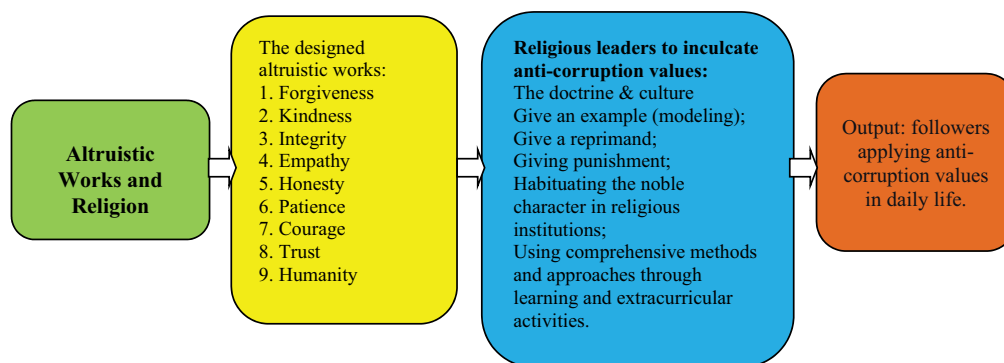 Altruistic
Works and
Religion
The designed
altruistic works:
1. Forgiveness
2. Kindness
3. Integrity
4. Empathy
5. Honesty
6. Patience
7. Courage
8. Trust
9. Humanity
Religious leaders to inculcate
anti-corruption values:
The doctrine & culture
Give an example (modeling);
Give a reprimand;
Giving punishment;
Habituating the noble
character in religious
institutions;
Using comprehensive methods
and approaches through
learning and extracurricular
activities.
Output: followers
applying anti-
corruption values
in daily life.